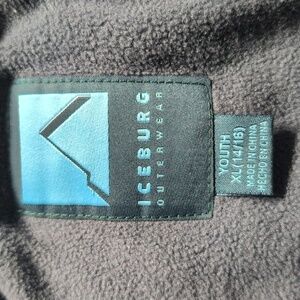 ICEBURG
OUTERWEAR
YOUTH
XL(14/16)
MADE IN CHINA
HECHO EN CHINA